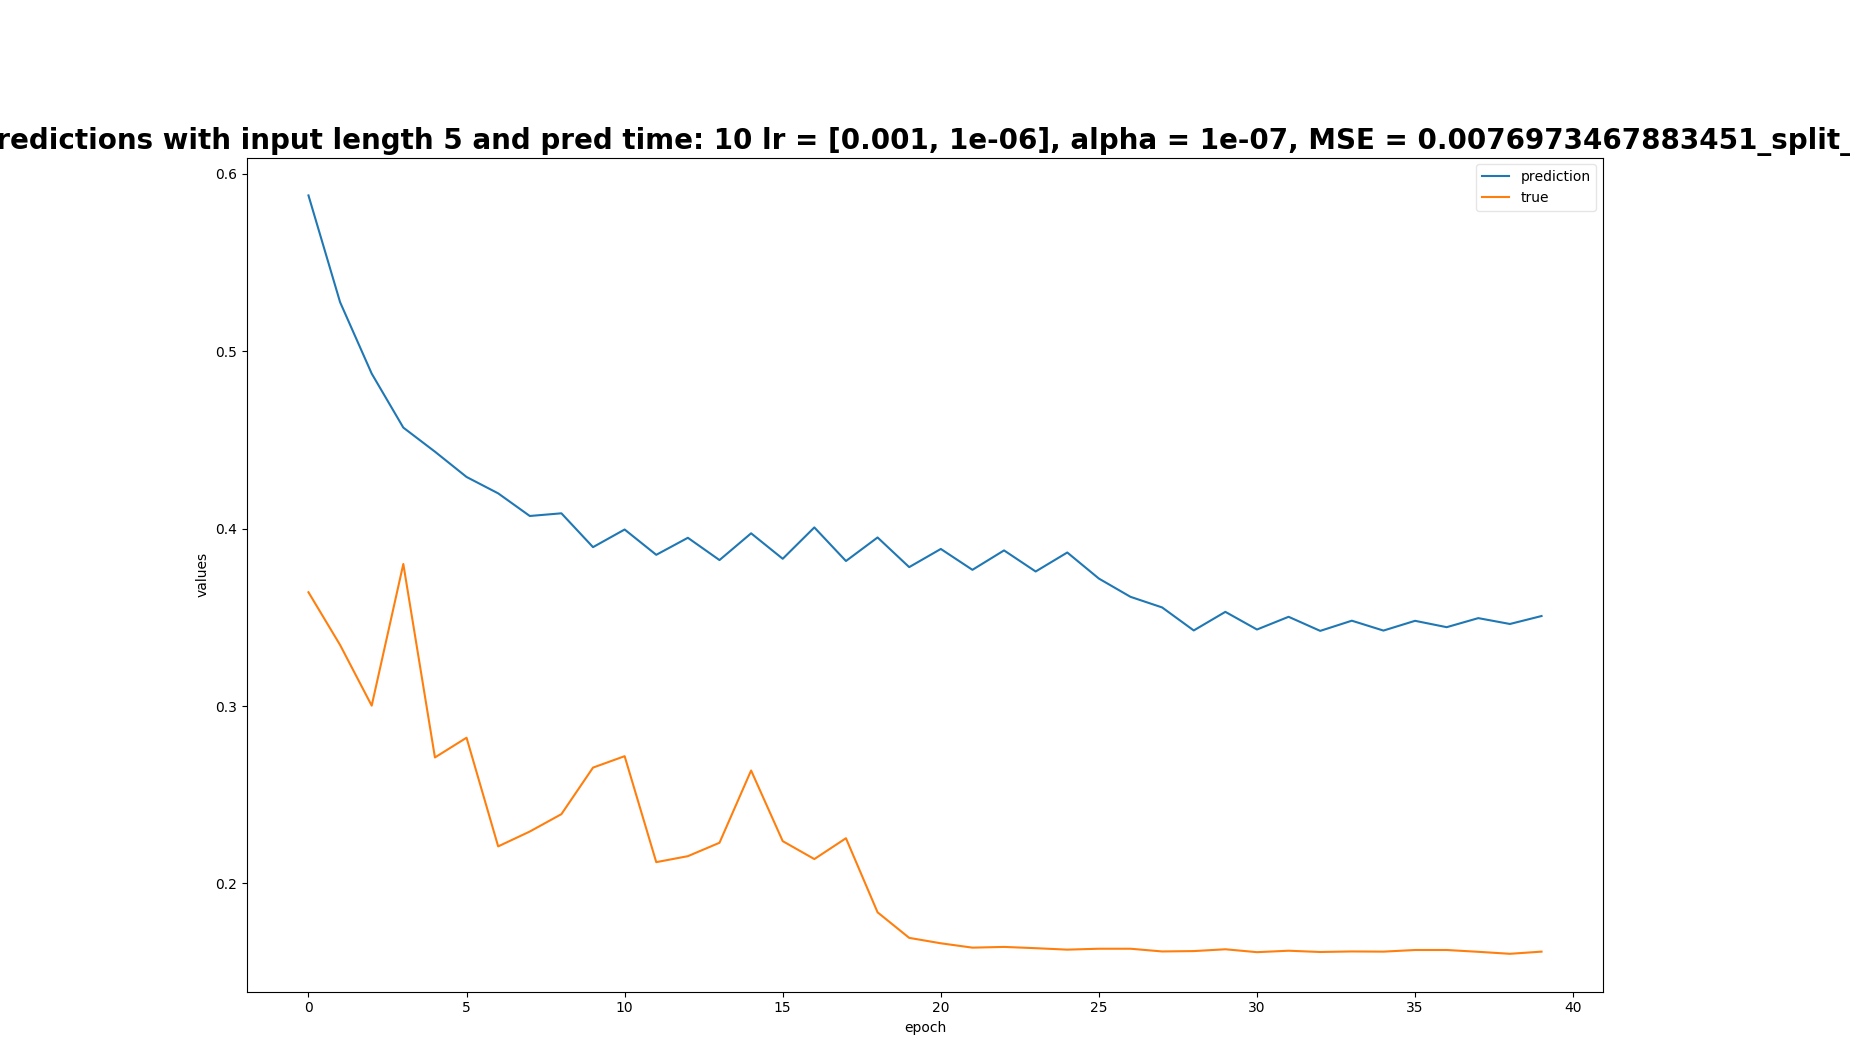 redictions with input length 5 and pred time: 10 lr = [0.001, 1e-06], alpha = 1e-07, MSE = 0.0076973467883451_split_
prediction
true
0.6
0.5
0.4
0.3
0.2
values
0 5 10 15 20 25 30 35 40
epoch